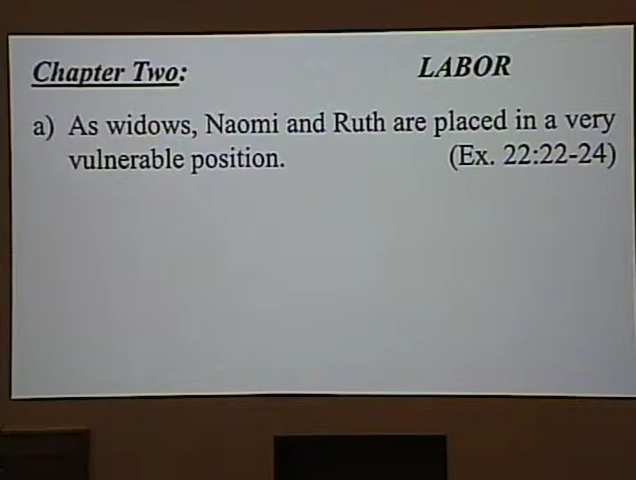 Chapter Two: LABOR
a) As widows, Naomi and Ruth are placed in a very
vulnerable position. (Ex. 22:22-24)